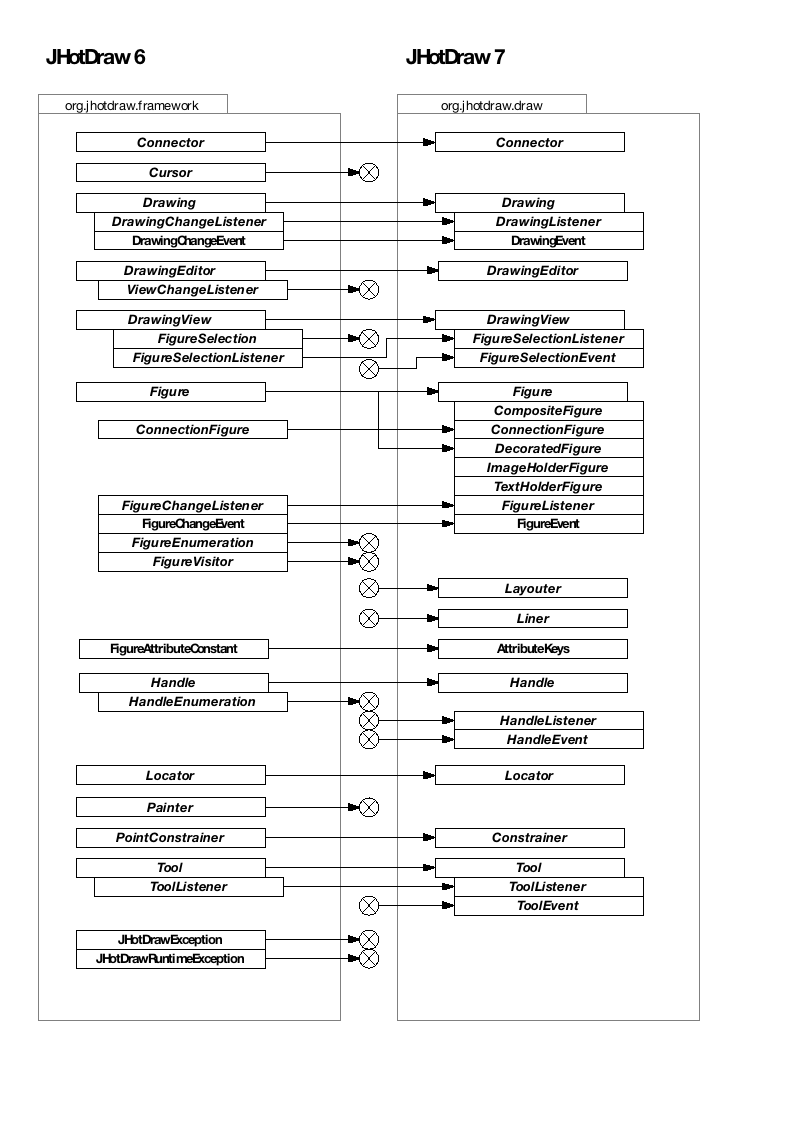 JHotDraw 6
JHotDraw 7
org.jhotdraw.framework
org.jhotdraw.draw
Connector
Connector
Cursor
Drawing
Drawing
DrawingChangeListener
DrawingListener
DrawingChangeEvent
DrawingEvent
DrawingEditor
DrawingEditor
ViewChangeListener
DrawingView
DrawingView
FigureSelection
FigureSelectionListener
FigureSelectionListener
FigureSelectionEvent
Figure
Figure
CompositeFigure
ConnectionFigure
ConnectionFigure
DecoratedFigure
ImageHolderFigure
TextHolderFigure
FigureChangeListener
FigureListener
FigureChangeEvent
FigureEvent
FigureEnumeration
FigureVisitor
Layouter
Liner
FigureAttributeConstant
AttributeKeys
Handle
Handle
HandleEnumeration
HandleListener
HandleEvent
Locator
Locator
Painter
PointConstrainer
Constrainer
Tool
Tool
ToolListener
ToolListener
ToolEvent
JHotDrawException
JHotDrawRuntimeException